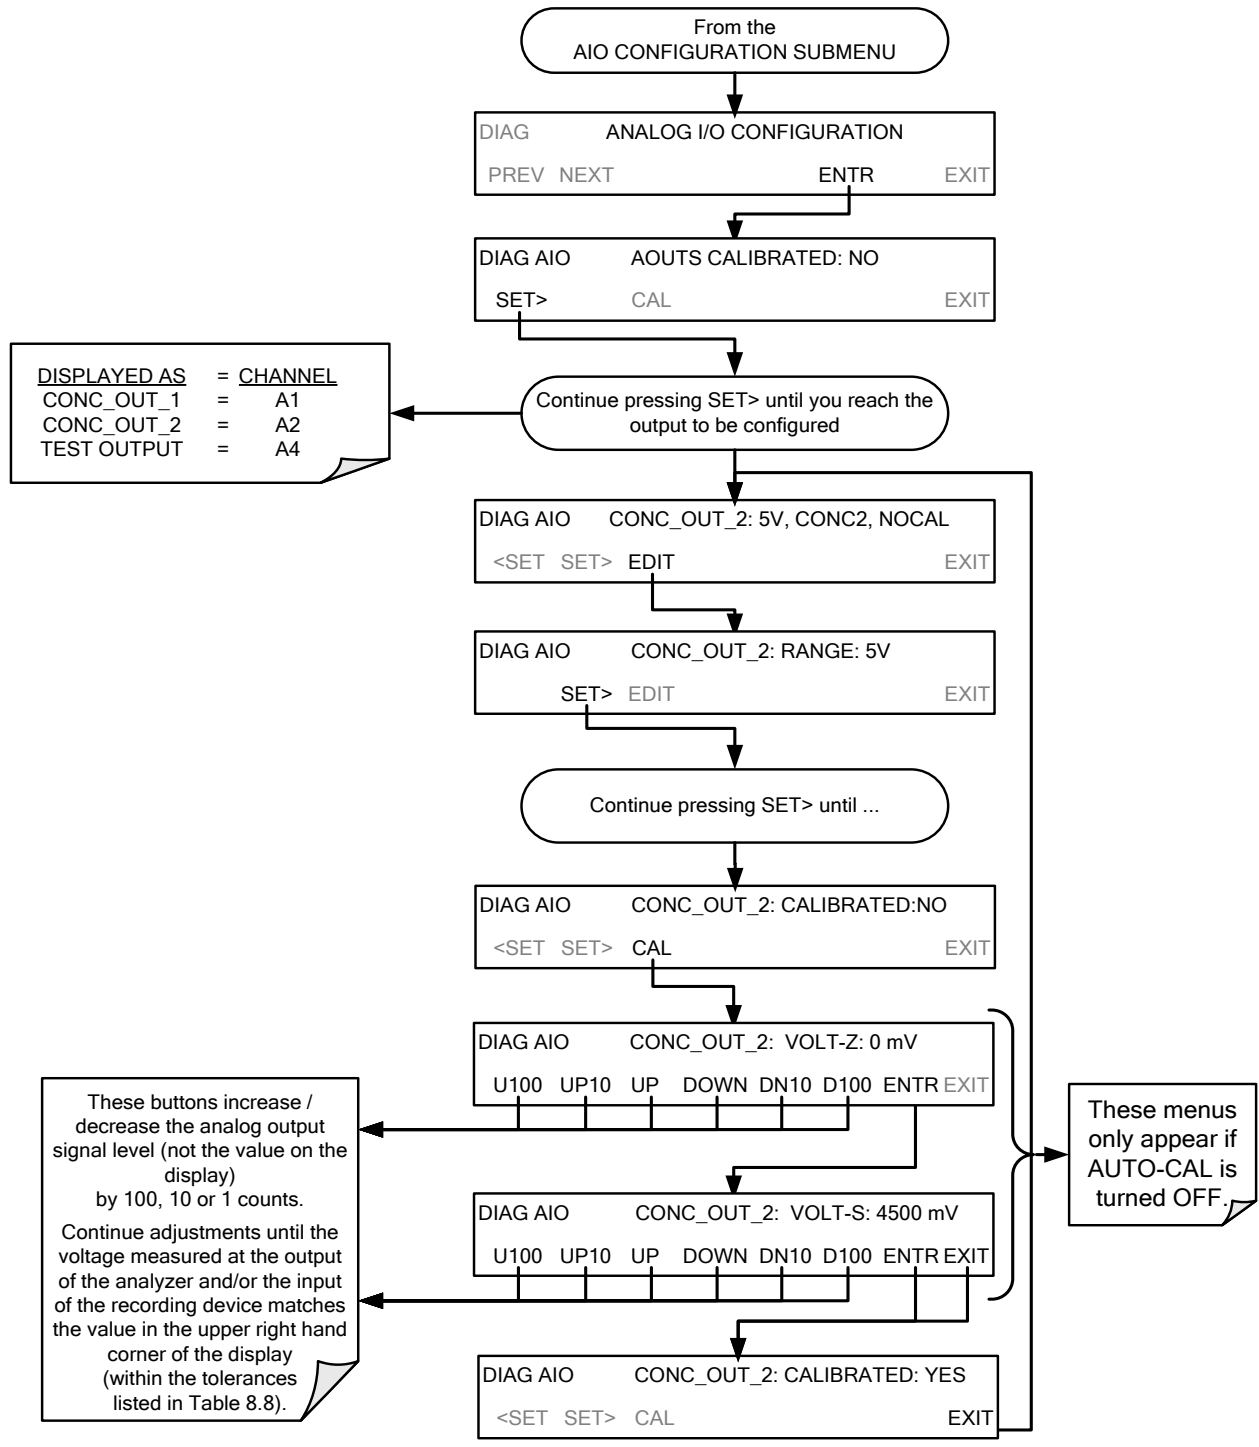 From the
AIO CONFIGURATION SUBMENU
DIAG ANALOG I/O CONFIGURATION
PREV NEXT ENTR EXIT
DIAG AIO AOUTS CALIBRATED: NO
SET> CAL EXIT
DISPLAYED AS = CHANNEL
CONC_OUT_1 = A1
CONC_OUT_2 = A2
TEST OUTPUT = A4
Continue pressing SET> until you reach the
output to be configured
DIAG AIO CONC_OUT_2: 5V, CONC2, NOCAL
<SET SET> EDIT EXIT
DIAG AIO CONC_OUT_2: RANGE: 5V
SET> EDIT EXIT
Continue pressing SET> until ...
DIAG AIO CONC_OUT_2: CALIBRATED:NO
<SET SET> CAL EXIT
DIAG AIO CONC_OUT_2: VOLT-Z: 0 mV
U100 UP10 UP DOWN DN10 D100 ENTR EXIT
These buttons increase /
decrease the analog output
signal level (not the value on the
display)
by 100, 10 or 1 counts.
Continue adjustments until the
voltage measured at the output
of the analyzer and/or the input
of the recording device matches
the value in the upper right hand
corner of the display
(within the tolerances
listed in Table 8.8).
These menus
only appear if
AUTO-CAL is
turned OFF.
DIAG AIO CONC_OUT_2: VOLT-S: 4500 mV
U100 UP10 UP DOWN DN10 D100 ENTR EXIT
DIAG AIO CONC_OUT_2: CALIBRATED: YES
<SET SET> CAL EXIT